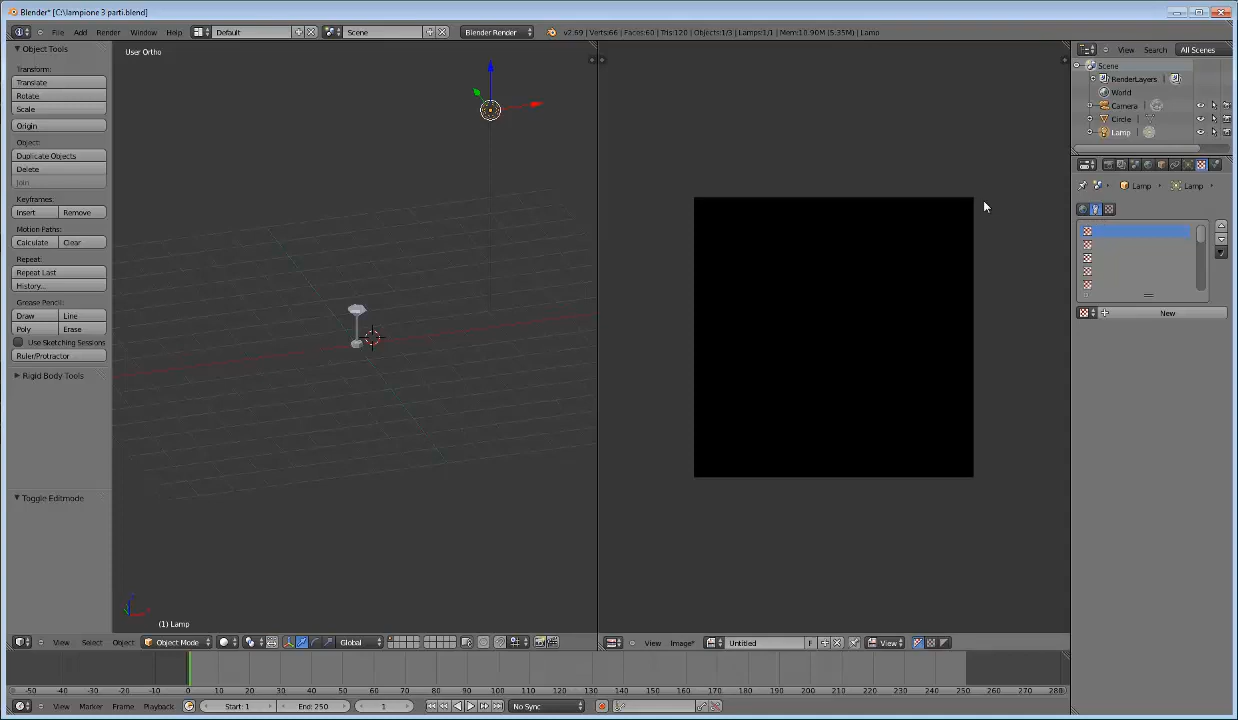 Blender* [C:\lampione 3 parti.blend]
File Add Render Window Help Default Scene Blender Render v2.69 | Verts:66 | Faces:60 | Tris:120 | Objects:1/3 | Lamps:1/1 | Mem:10.90M (5.35M) | Lamp
Object Tools
Transform:
Translate
Rotate
Scale
Origin
Object:
Duplicate Objects
Delete
Join
Keyframes:
Insert Remove
Motion Paths:
Calculate Clear
Repeat:
Repeat Last
History...
Grease Pencil:
Draw Line
Poly Erase
Use Sketching Sessions
Ruler/Protractor
Rigid Body Tools
Toggle Editmode
User Ortho
(1) Lamp
View Select Object Object Mode Global
View Image* Untitled F View
View Search All Scenes
Scene
RenderLayers
World
Camera
Circle
Lamp
Lamp Lamp
New
-50 -40 -30 -20 -10 0 10 20 30 40 50 60 70 80 90 100 110 120 130 140 150 160 170 180 190 200 210 220 230 240 250 260 270 280
View Marker Frame Playback Start: 1 End: 250 1 No Sync